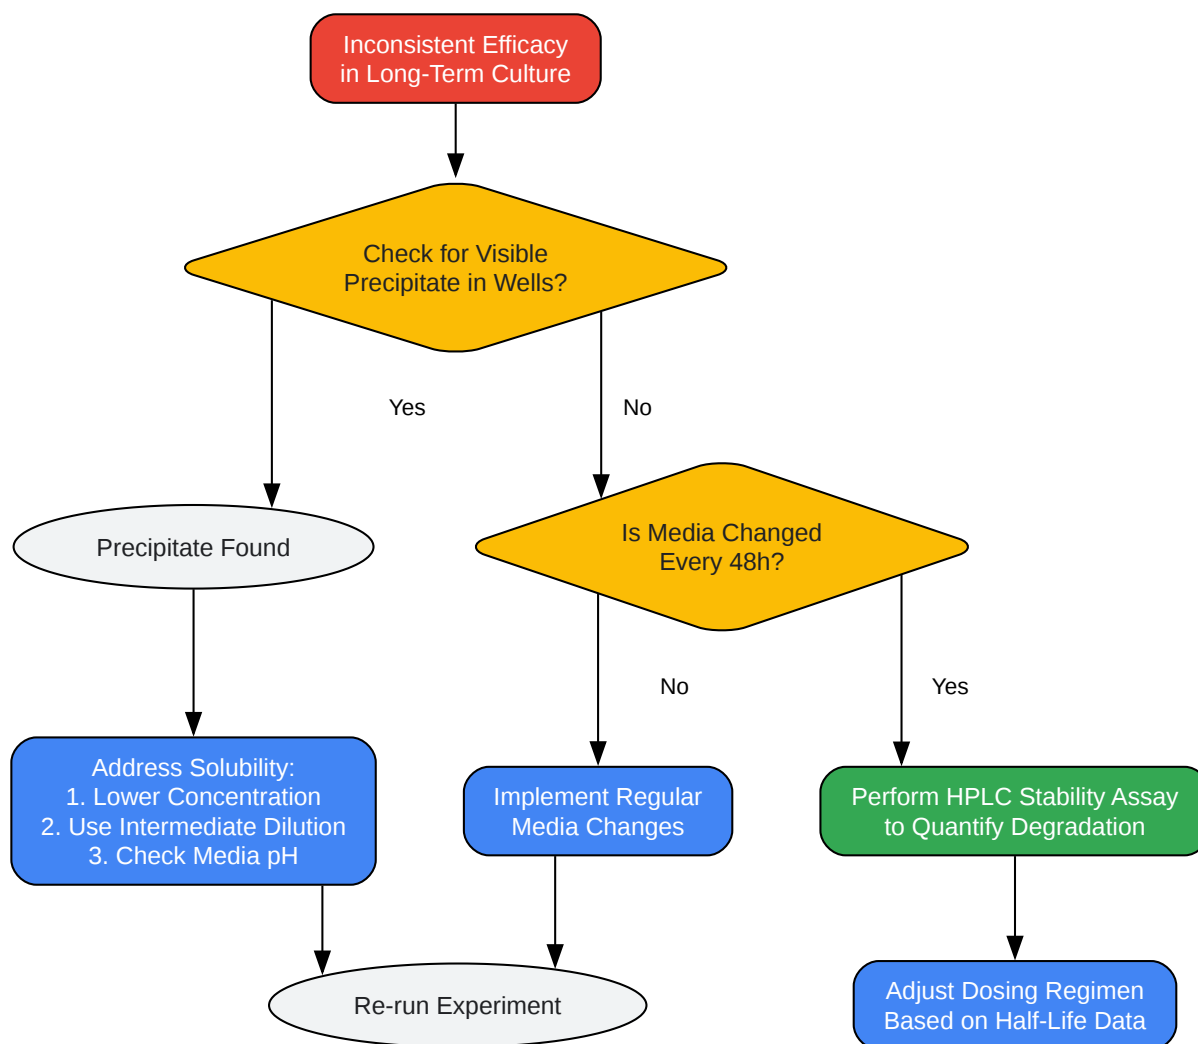 Inconsistent Efficacy
in Long-Term Culture
Check for Visible
Precipitate in Wells?
Yes
No
Precipitate Found
Is Media Changed
Every 48h?
No
Yes
Address Solubility:
1. Lower Concentration
2. Use Intermediate Dilution
3. Check Media pH
Implement Regular
Media Changes
Perform HPLC Stability Assay
to Quantify Degradation
Re-run Experiment
Adjust Dosing Regimen
Based on Half-Life Data